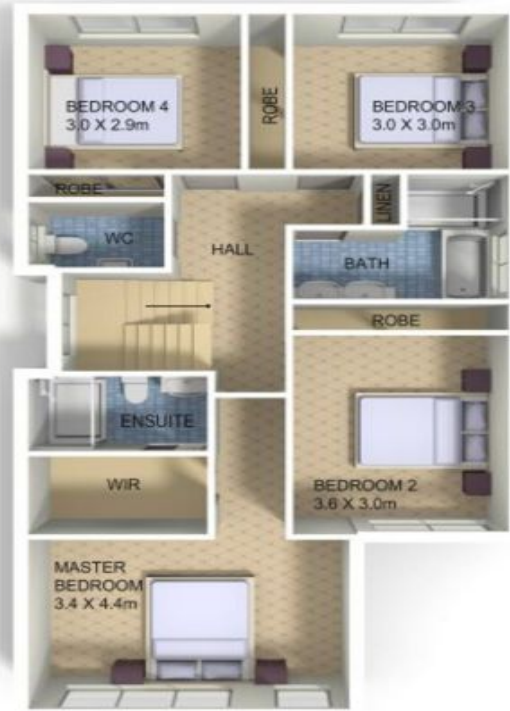 BEDROOM 4
3.0 X 2.9m
ROBE
BEDROOM 3
3.0 X 3.0m
ROBE
WC
HALL
LINEN
BATH
ROBE
ENSUITE
WIR
BEDROOM 2
3.6 X 3.0m
MASTER
BEDROOM
3.4 X 4.4m